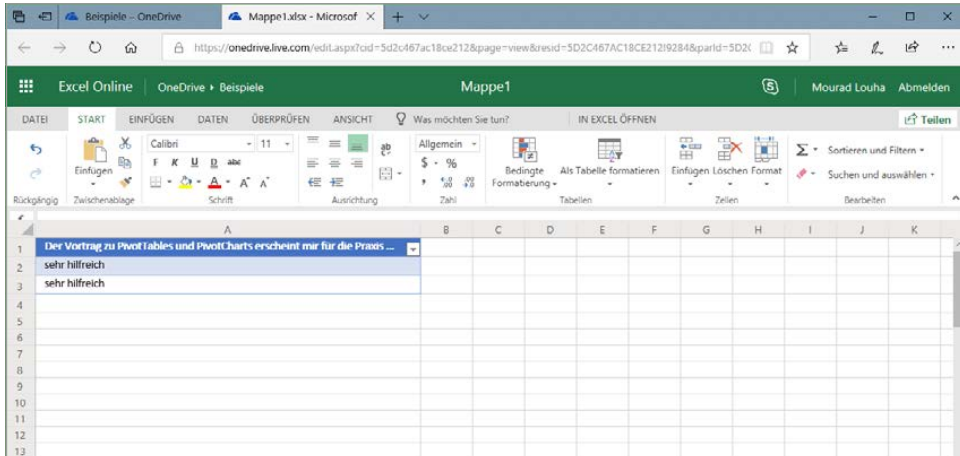 Beispiele – OneDrive
Mappe1.xlsx - Microsof
https://onedrive.live.com/edit.aspx?cid=5d2c467ac18ce212&page=view&resid=5D2C467AC18CE212!9284&parId=5D2(
Excel Online OneDrive Beispiele Mappe1 Mourad Louha Abmelden
DATEI START EINFÜGEN DATEN ÜBERPRÜFEN ANSICHT Was möchten Sie tun? IN EXCEL ÖFFNEN Teilen
Calibri 11 Allgemein
Einfügen F K U D abc A A A $ % Bedingte Formatierung Als Tabelle formatieren Einfügen Löschen Format Σ Sortieren und Filtern
Suchen und auswählen
Rückgängig Zwischenablage Schrift Ausrichtung Zahl Tabellen Zellen Bearbeiten
A B C D E F G H I J K
1 Der Vortrag zu PivotTables und PivotCharts erscheint mir für die Praxis ...
2 sehr hilfreich
3 sehr hilfreich
4
5
6
7
8
9
10
11
12
13